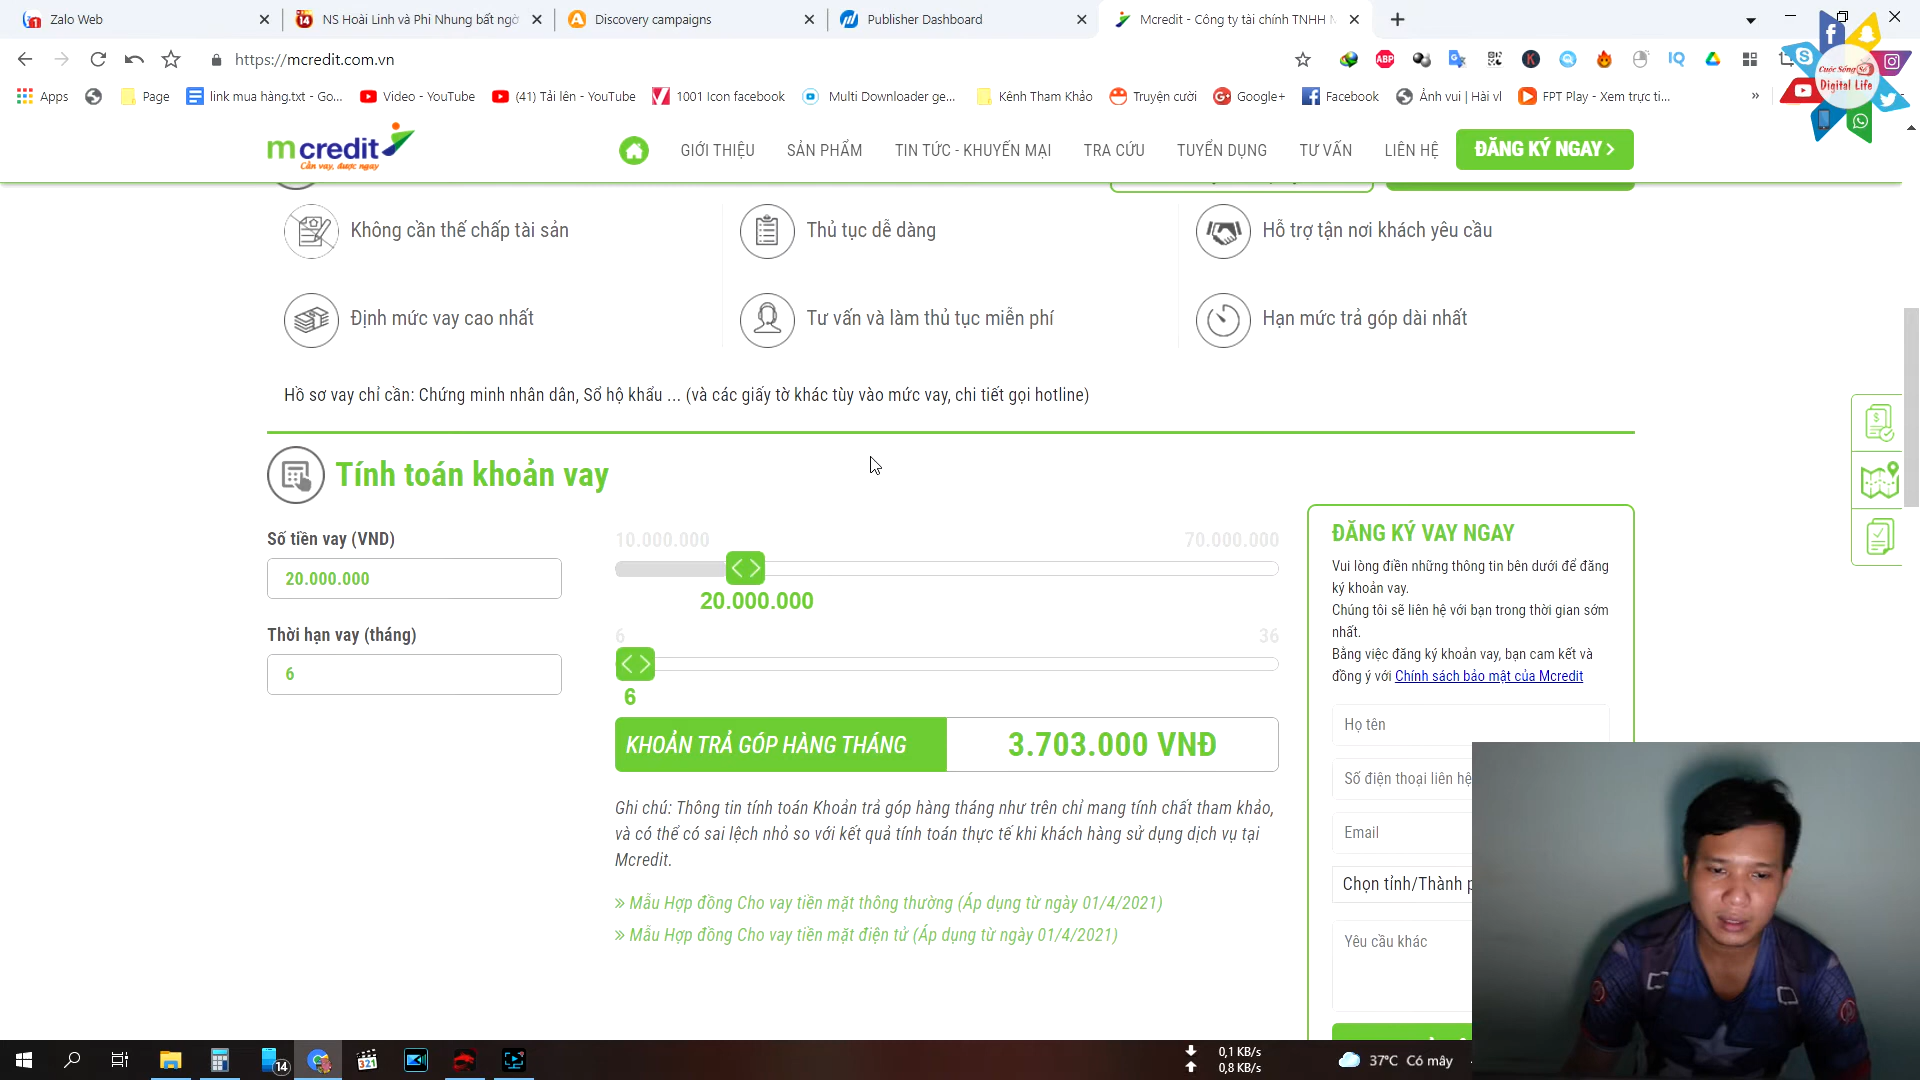 Zalo Web
NS Hoài Linh và Phi Nhung bất ngờ
Discovery campaigns
Publisher Dashboard
Mcredit - Công ty tài chính TNHH M
https://mcredit.com.vn
Apps
Page
link mua hàng.txt - Go...
Video - YouTube
(41) Tải lên - YouTube
1001 Icon facebook
Multi Downloader ge...
Kênh Tham Khảo
Truyện cười
Google+
Facebook
Ảnh vui | Hài vl
FPT Play - Xem trực ti...
Cuộc Sống Số
Digital Life
mcredit
Cần vay, được ngay
GIỚI THIỆU
SẢN PHẨM
TIN TỨC - KHUYẾN MẠI
TRA CỨU
TUYỂN DỤNG
TƯ VẤN
LIÊN HỆ
ĐĂNG KÝ NGAY >
Không cần thế chấp tài sản
Thủ tục dễ dàng
Hỗ trợ tận nơi khách yêu cầu
Định mức vay cao nhất
Tư vấn và làm thủ tục miễn phí
Hạn mức trả góp dài nhất
Hồ sơ vay chỉ cần: Chứng minh nhân dân, Sổ hộ khẩu ... (và các giấy tờ khác tùy vào mức vay, chi tiết gọi hotline)
Tính toán khoản vay
Số tiền vay (VND)
20.000.000
10.000.000
70.000.000
20.000.000
Thời hạn vay (tháng)
6
6
36
6
KHOẢN TRẢ GÓP HÀNG THÁNG
3.703.000 VNĐ
Ghi chú: Thông tin tính toán Khoản trả góp hàng tháng như trên chỉ mang tính chất tham khảo,
và có thể có sai lệch nhỏ so với kết quả tính toán thực tế khi khách hàng sử dụng dịch vụ tại
Mcredit.
» Mẫu Hợp đồng Cho vay tiền mặt thông thường (Áp dụng từ ngày 01/4/2021)
» Mẫu Hợp đồng Cho vay tiền mặt điện tử (Áp dụng từ ngày 01/4/2021)
ĐĂNG KÝ VAY NGAY
Vui lòng điền những thông tin bên dưới để đăng
ký khoản vay.
Chúng tôi sẽ liên hệ với bạn trong thời gian sớm
nhất.
Bằng việc đăng ký khoản vay, bạn cam kết và
đồng ý với Chính sách bảo mật của Mcredit
Họ tên
Số điện thoại liên hệ
Email
Chọn tỉnh/Thành p
Yêu cầu khác
14
321
0,1 KB/s
0,8 KB/s
37°C Có mây